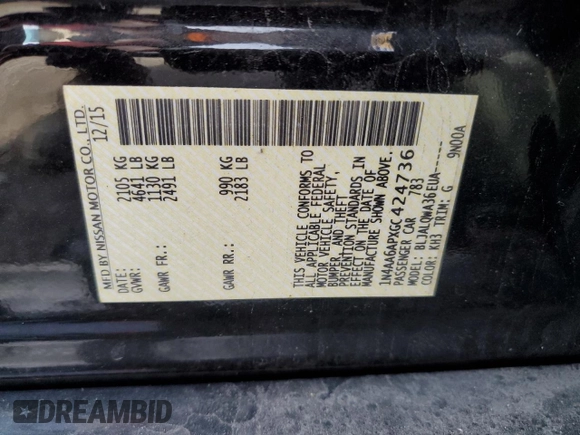 MFD BY NISSAN MOTOR CO., LTD.
DATE: 12/15
GVWR: 2105 KG
4641 LB
GAWR FR.: 1130 KG
2491 LB
GAWR RR.: 990 KG
2183 LB
THIS VEHICLE CONFORMS TO
ALL APPLICABLE FEDERAL
MOTOR VEHICLE SAFETY,
BUMPER, AND THEFT
PREVENTION STANDARDS IN
EFFECT ON THE DATE OF
MANUFACTURE SHOWN ABOVE.
1N4AA6APXGC424736
PASSENGER CAR 783
MODEL: BLJALQWA36EUA-----
COLOR: KH3 TRIM: G 9N00A
DREAMBID